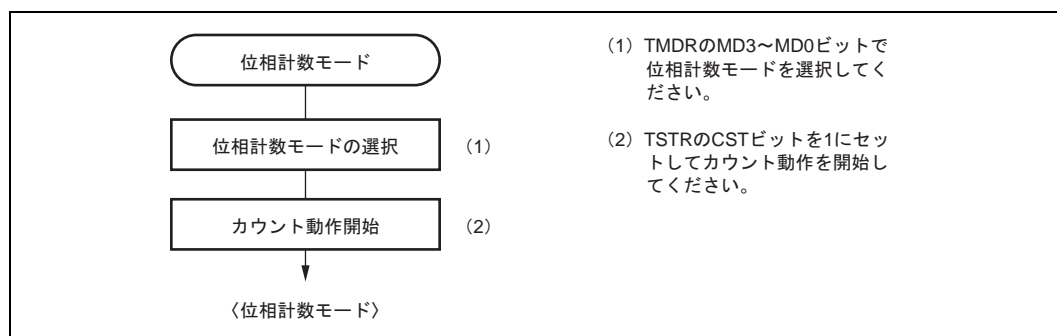 位相計数モード
位相計数モードの選択
(1)
カウント動作開始
(2)
〈位相計数モード〉
(1) TMDRのMD3～MD0ビットで
位相計数モードを選択してく
ださい。
(2) TSTRのCSTビットを1にセッ
トしてカウント動作を開始し
てください。